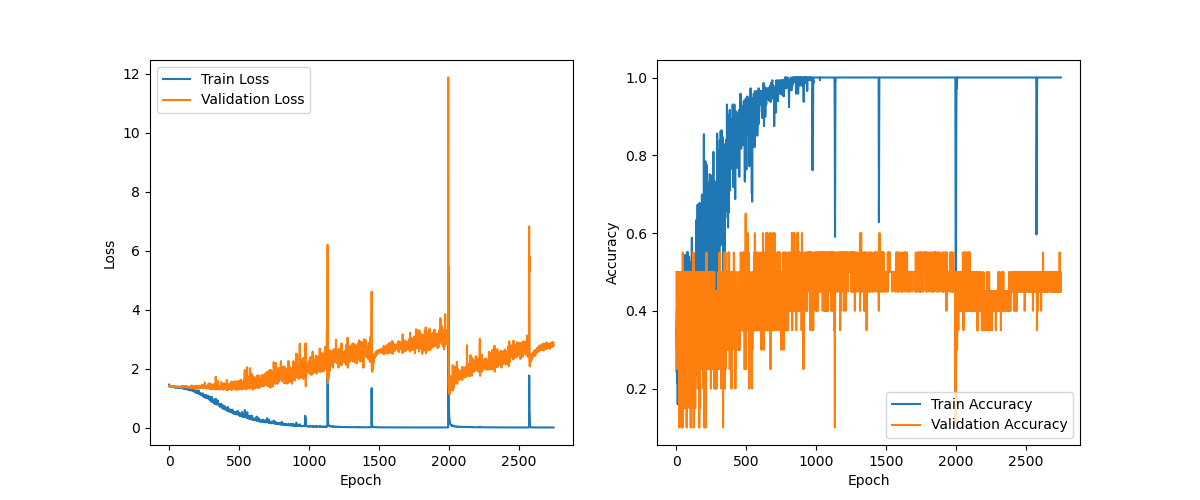 Train Loss
Validation Loss
12
10
8
6
4
2
0
Loss
0 500 1000 1500 2000 2500
Epoch
1.0
0.8
0.6
0.4
0.2
Accuracy
Train Accuracy
Validation Accuracy
0 500 1000 1500 2000 2500
Epoch